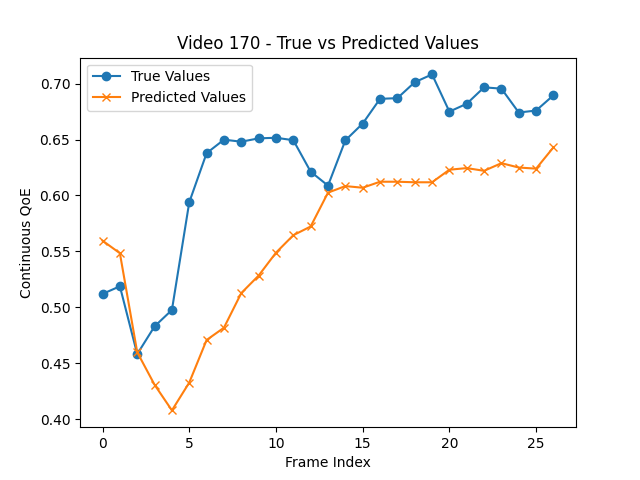 Video 170 - True vs Predicted Values
True Values
Predicted Values
Continuous QoE
0.70
0.65
0.60
0.55
0.50
0.45
0.40
0 5 10 15 20 25
Frame Index